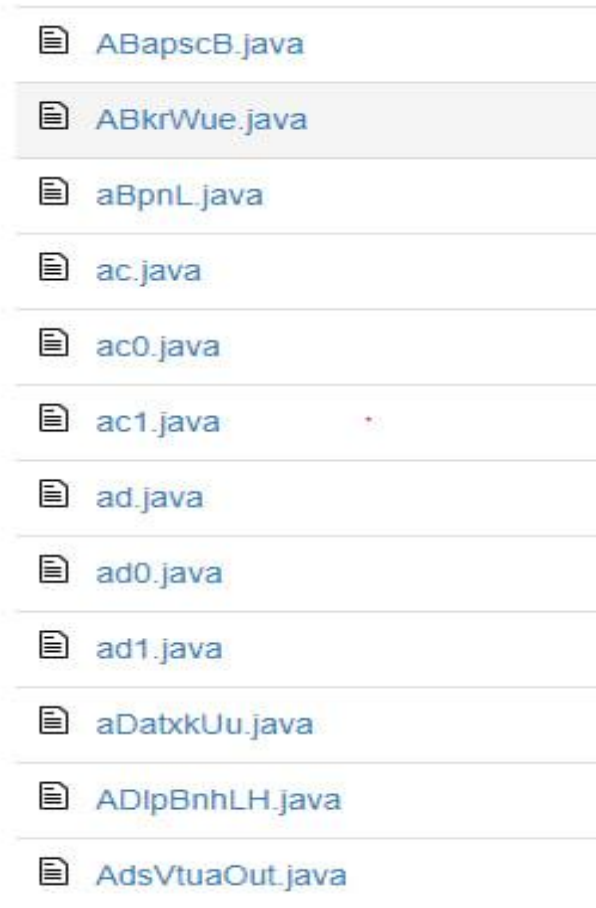 ABapscB.java
ABkrWue.java
aBpnL.java
ac.java
ac0.java
ac1.java
ad.java
ad0.java
ad1.java
aDatxkUu.java
ADlpBnhLH.java
AdsVtuaOut.java